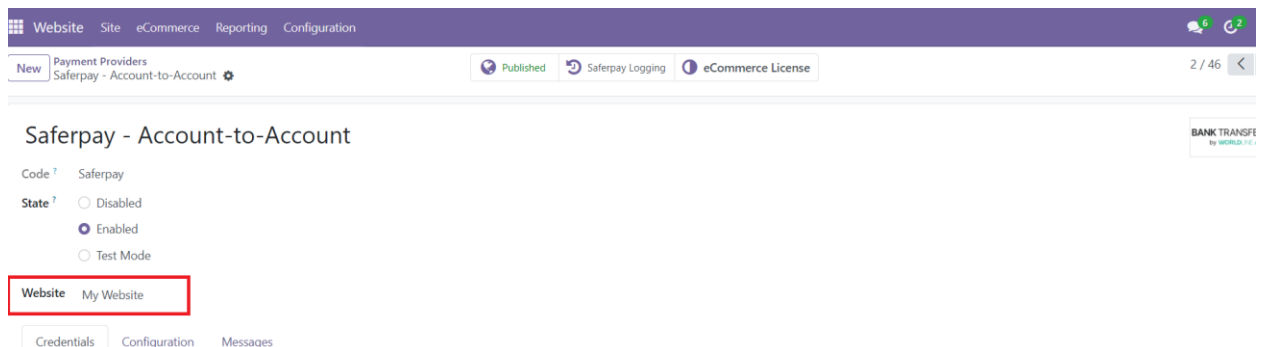 Website Site eCommerce Reporting Configuration 6 2
New Payment Providers Published Saferpay Logging eCommerce License 2 / 46
Saferpay - Account-to-Account
Saferpay - Account-to-Account
BANK TRANSFE
by WORLDLINE
Code ? Saferpay
State ? Disabled
Enabled
Test Mode
Website My Website
Credentials Configuration Messages